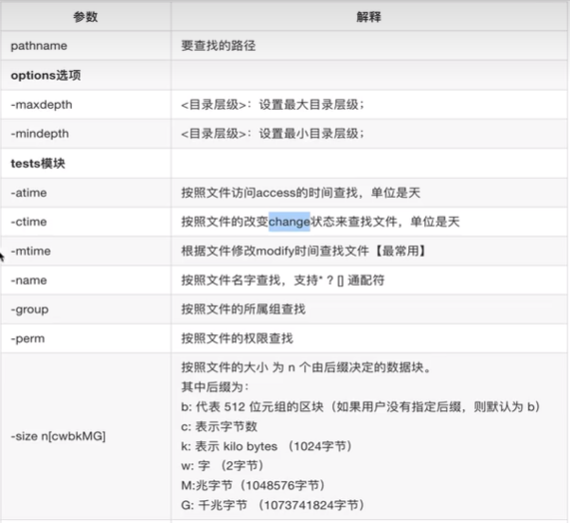 参数 解释
pathname 要查找的路径
options选项
-maxdepth <目录层级>：设置最大目录层级；
-mindepth <目录层级>：设置最小目录层级；
tests模块
-atime 按照文件访问access的时间查找，单位是天
-ctime 按照文件的改变change状态来查找文件，单位是天
-mtime 根据文件修改modify时间查找文件【最常用】
-name 按照文件名字查找，支持* ? [] 通配符
-group 按照文件的所属组查找
-perm 按照文件的权限查找
-size n[cwbkMG] 按照文件的大小 为 n 个由后缀决定的数据块。
其中后缀为：
b: 代表 512 位元组的区块（如果用户没有指定后缀，则默认为 b）
c: 表示字节数
k: 表示 kilo bytes （1024字节）
w: 字 （2字节）
M:兆字节（1048576字节）
G: 千兆字节 （1073741824字节）